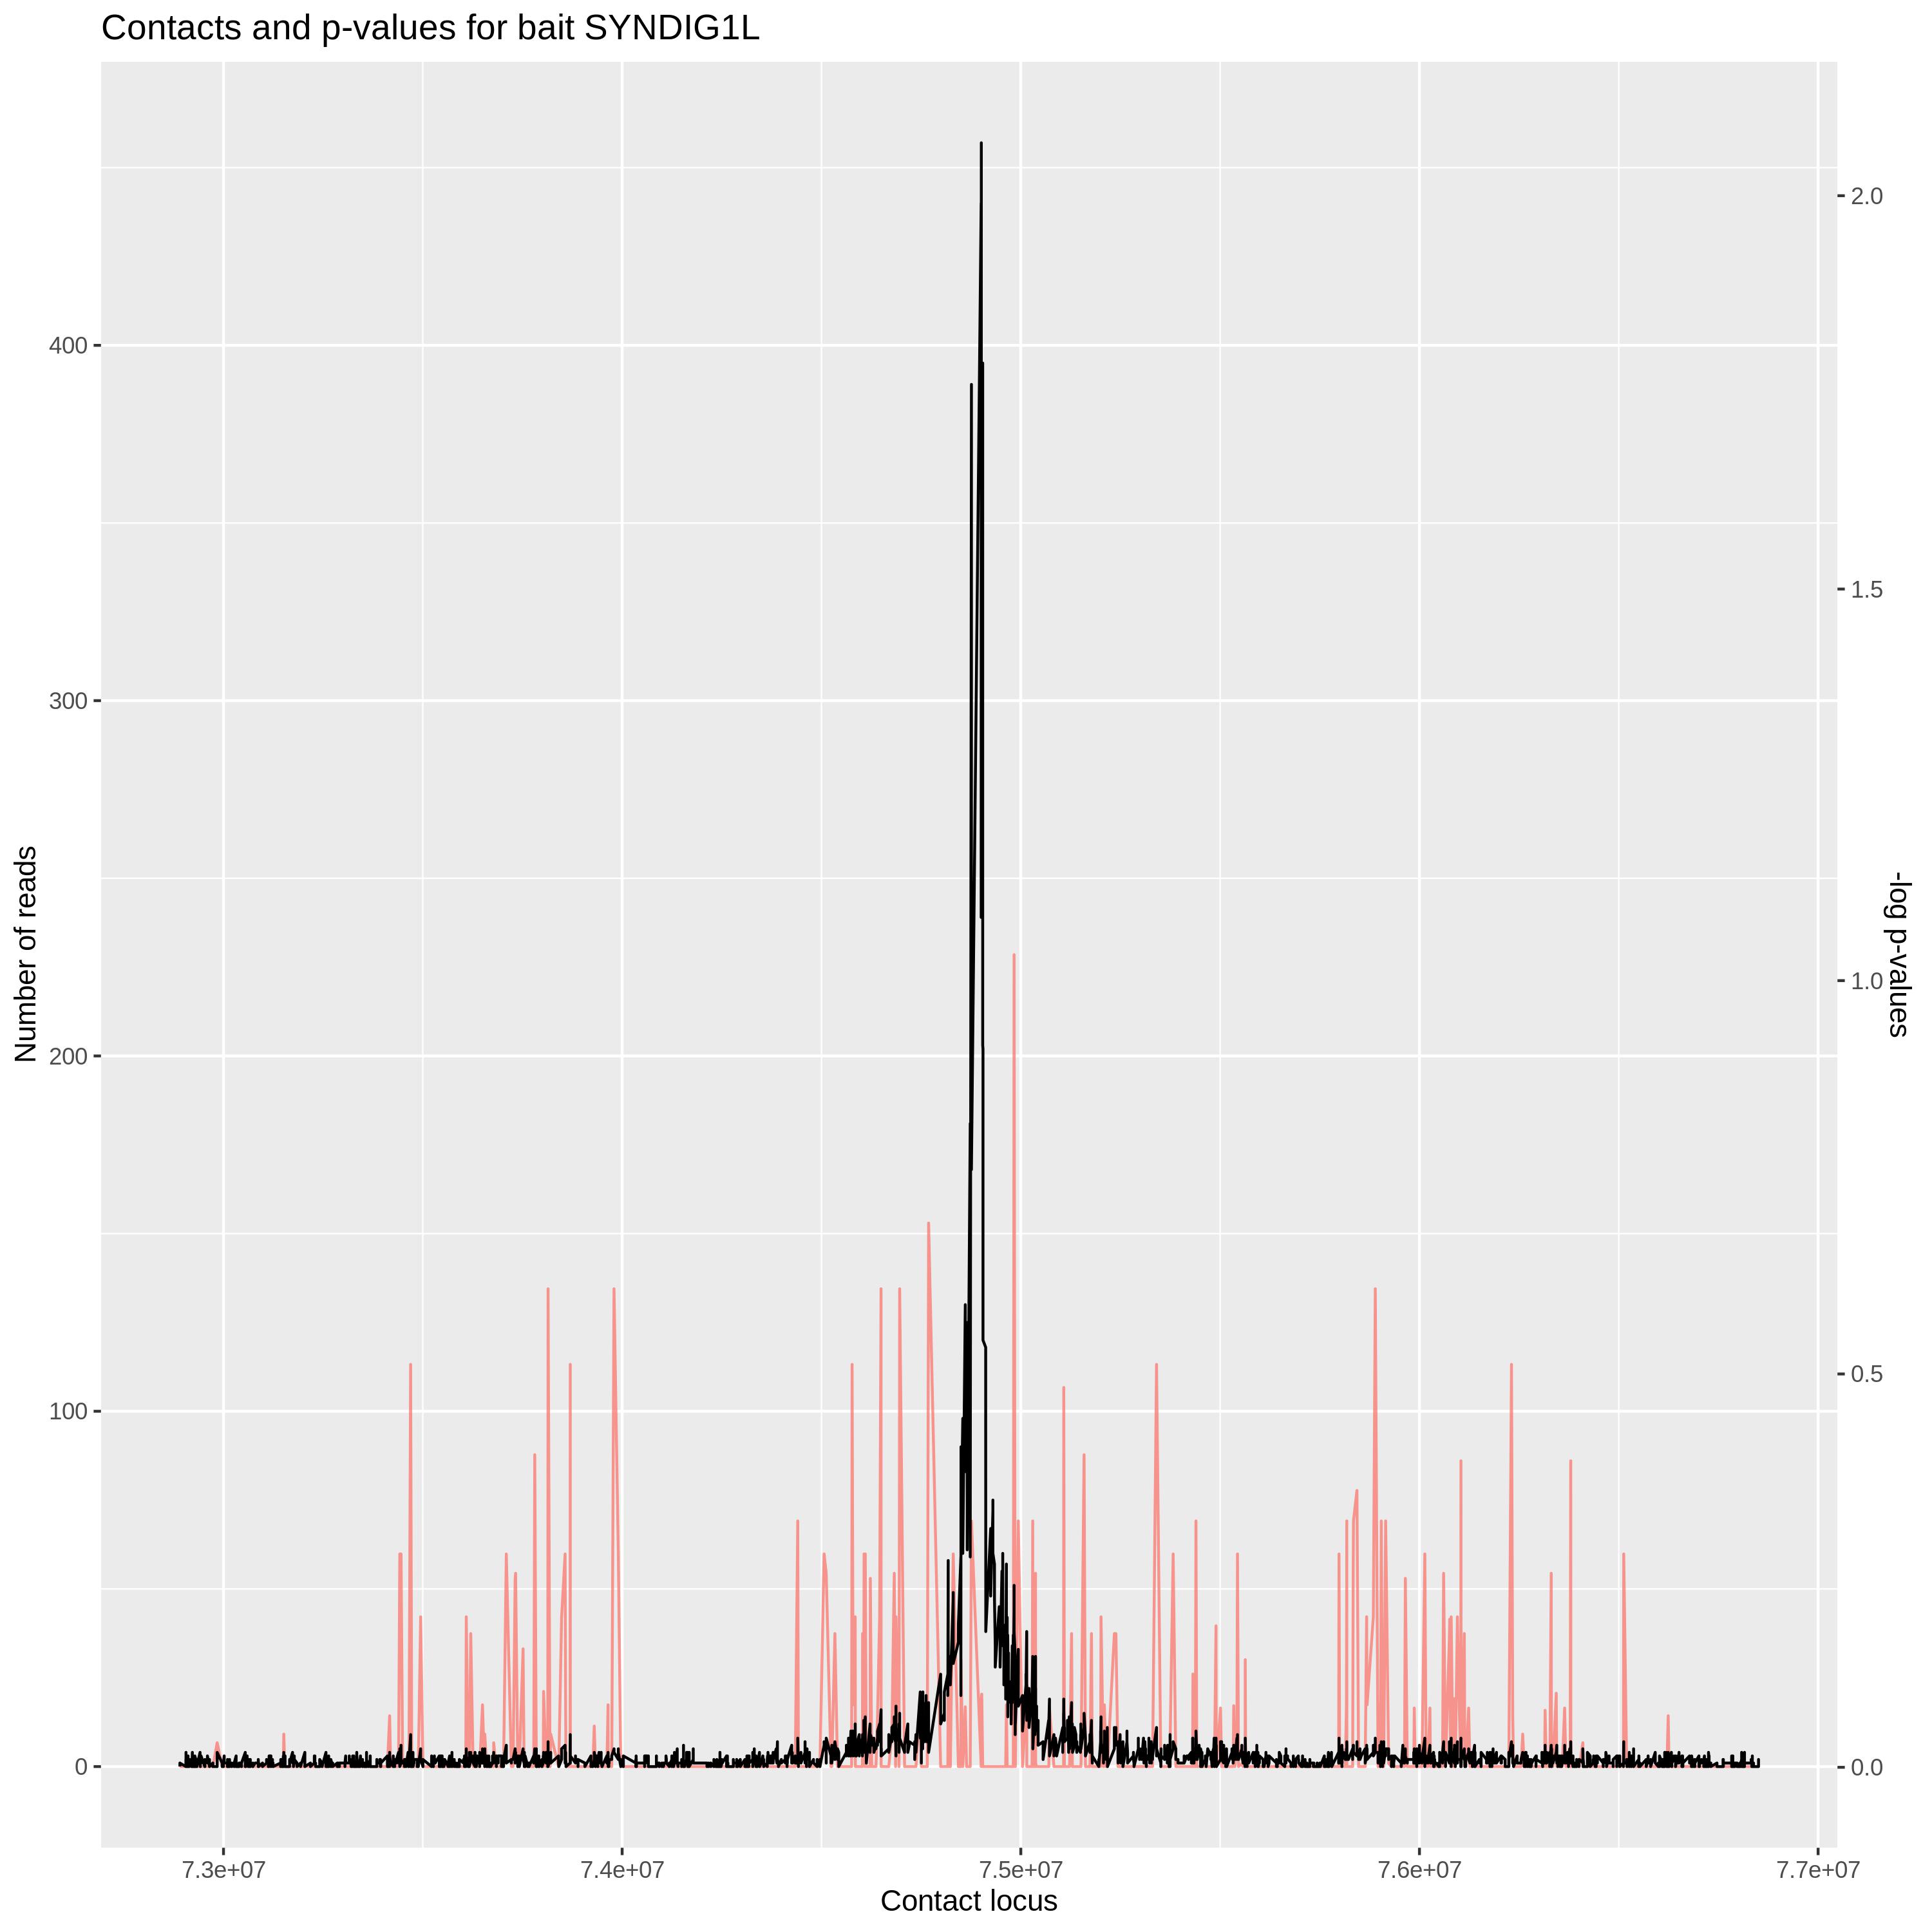 Contacts and p-values for bait SYNDIG1L
Number of reads
400
300
200
100
0
2.0
1.5
1.0
0.5
0.0
-log p-values
7.3e+07 7.4e+07 7.5e+07 7.6e+07 7.7e+07
Contact locus